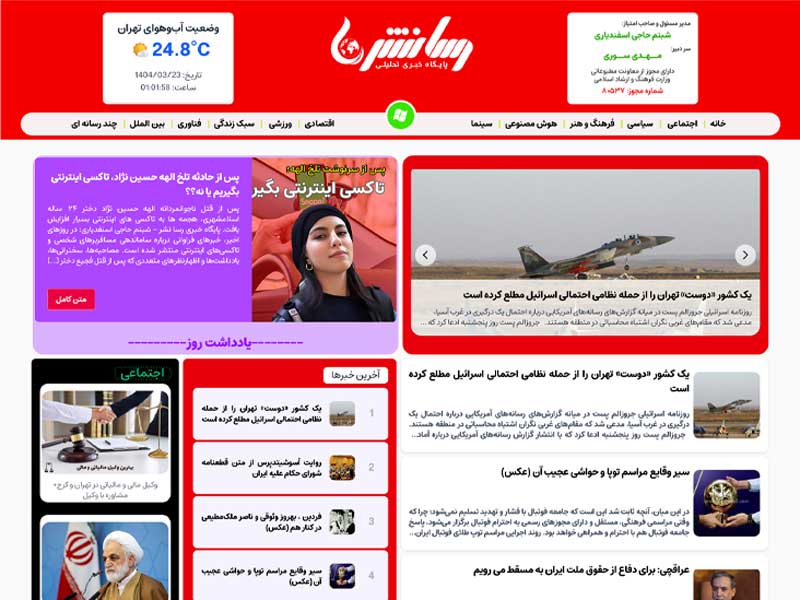 مدیر مسئول و صاحب امتیاز:
شبنم حاجی اسفندیاری
سر دبیر:
مـهـدی سـوری
دارای مجوز از معاونت مطبوعاتی
وزارت فرهنگ و ارشاد اسلامی
شماره مجوز: ۸۰۵۳۷
رسانشر
پایگاه خبری تحلیلی
وضعیت آب‌وهوای تهران
24.8°C
تاریخ: 1404/03/23
ساعت: 01:01:58
خانه
اجتماعی
سیاسی
فرهنگ و هنر
هوش مصنوعی
سینما
اقتصادی
ورزشی
سبک زندگی
فناوری
بین الملل
چند رسانه ای
یک کشور «دوست» تهران را از حمله نظامی احتمالی اسرائیل مطلع کرده است
روزنامه اسرائیلی جروزالم پست در میانه گزارش‌های رسانه‌های آمریکایی درباره احتمال یک درگیری در غرب آسیا،
مدعی شد که مقام‌های غربی نگران اشتباه محاسباتی در منطقه هستند. جروزالم پست روز پنجشنبه ادعا کرد که ...
پس از سرنوشت تلخ الهه؛
تاکسی اینترنتی بگیر
پس از حادثه تلخ الهه حسین نژاد، تاکسی اینترنتی
بگیریم یا نه؟؟
پس از قتل ناجوانمردانه الهه حسین نژاد دختر ۲۴ ساله
اسلامشهری، هجمه ها به تاکسی های اینترنتی بسیار افزایش
یافت. پایگاه خبری رسا نشر – شبنم حاجی اسفندیاری: در روزهای
اخیر، خبرهای فراوانی درباره ساماندهی مسافربرهای شخصی و
تاکسی‌های اینترنتی منتشر شده است. مصاحبه‌ها، سخنرانی‌ها،
یادداشت‌ها و اظهارنظرهای متعددی که پس از قتل فجیع دختر [...]
متن کامل
---------یادداشت روز---------
یک کشور «دوست» تهران را از حمله نظامی احتمالی اسرائیل مطلع کرده
است
روزنامه اسرائیلی جروزالم پست در میانه گزارش‌های رسانه‌های آمریکایی درباره احتمال یک
درگیری در غرب آسیا، مدعی شد که مقام‌های غربی نگران اشتباه محاسباتی در منطقه هستند.
جروزالم پست روز پنجشنبه ادعا کرد که با انتشار گزارش رسانه‌های آمریکایی درباره آماد...
سیر وقایع مراسم توپا و حواشی عجیب آن (عکس)
در این میان، آنچه ثابت شد این است که جامعه فوتبال با فشار و تهدید تسلیم نمی‌شود؛ چرا که
وقتی مراسمی فرهنگی، مستقل و دارای مجوزهای رسمی به احترام فوتبال برگزار می‌شود، پاسخ
جامعه فوتبال هم با احترام و همراهی خواهد بود. روند اجرایی مراسم توپ طلای فوتبال ایران...
عراقچی: برای دفاع از حقوق ملت ایران به مسقط می رویم
آخرین خبرها
1
یک کشور «دوست» تهران را از حمله
نظامی احتمالی اسرائیل مطلع کرده است
2
روایت آسوشیتدپرس از متن قطعنامه
شورای حکام علیه ایران
3
فردین ، بهروز وثوقی و ناصر ملک‌مطیعی
در کنار هم (عکس)
4
سیر وقایع مراسم توپا و حواشی عجیب
آن (عکس)
اجتماعی
بهترین وکیل مالیاتی و مالی
وکیل مالی و مالیاتی در تهران و کرج+
مشاوره با وکیل